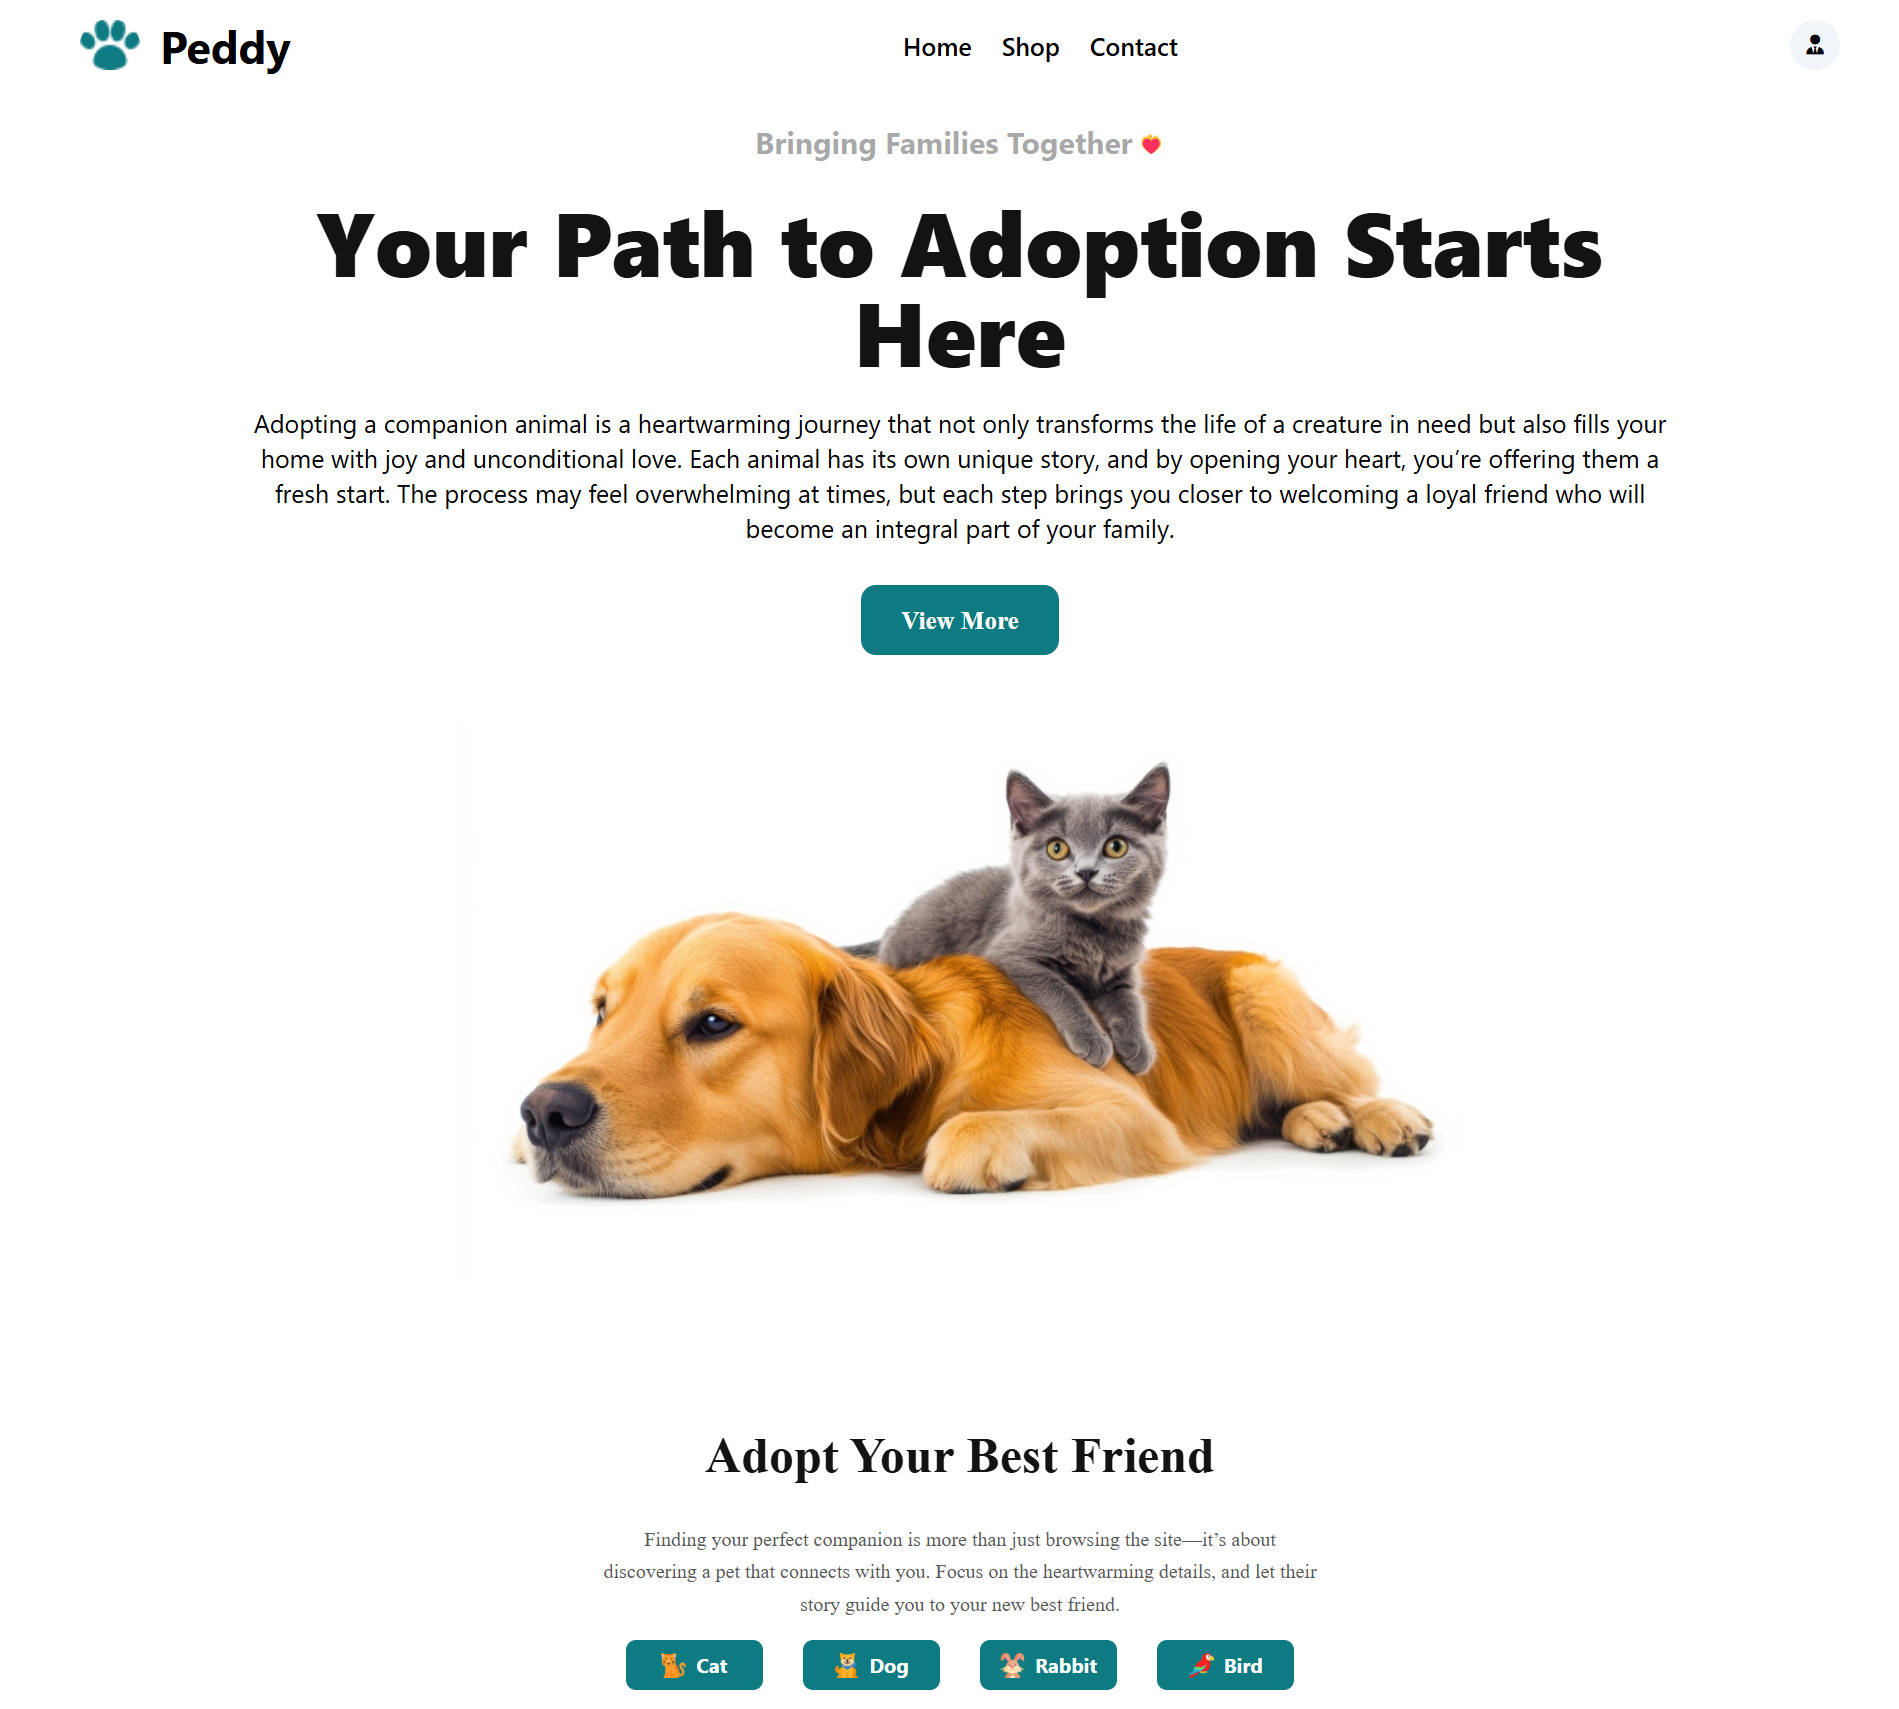 Peddy
Home Shop Contact
Bringing Families Together
Your Path to Adoption Starts
Here
Adopting a companion animal is a heartwarming journey that not only transforms the life of a creature in need but also fills your
home with joy and unconditional love. Each animal has its own unique story, and by opening your heart, you’re offering them a
fresh start. The process may feel overwhelming at times, but each step brings you closer to welcoming a loyal friend who will
become an integral part of your family.
View More
Adopt Your Best Friend
Finding your perfect companion is more than just browsing the site—it’s about
discovering a pet that connects with you. Focus on the heartwarming details, and let their
story guide you to your new best friend.
Cat Dog Rabbit Bird